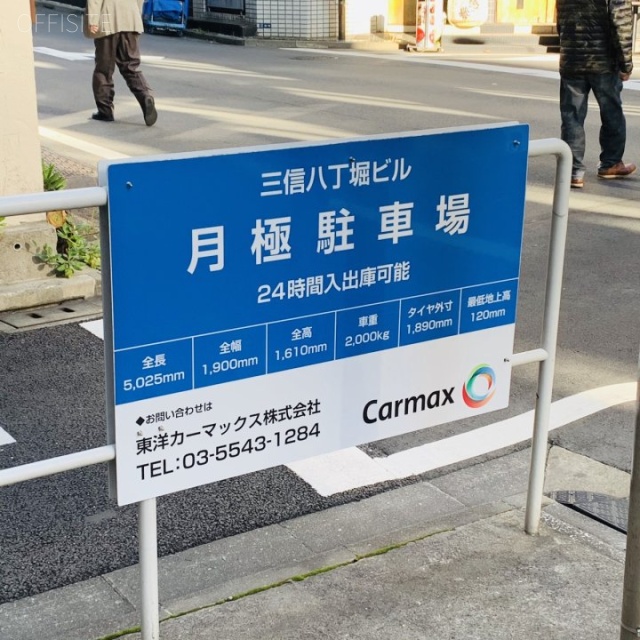 OFFISITE
三信八丁堀ビル
月極駐車場
24時間入出庫可能
全長 全幅 全高 車重 タイヤ外寸 最低地上高
5,025mm 1,900mm 1,610mm 2,000kg 1,890mm 120mm
◆お問い合わせは
東洋カーマックス株式会社
TEL:03-5543-1284
Carmax